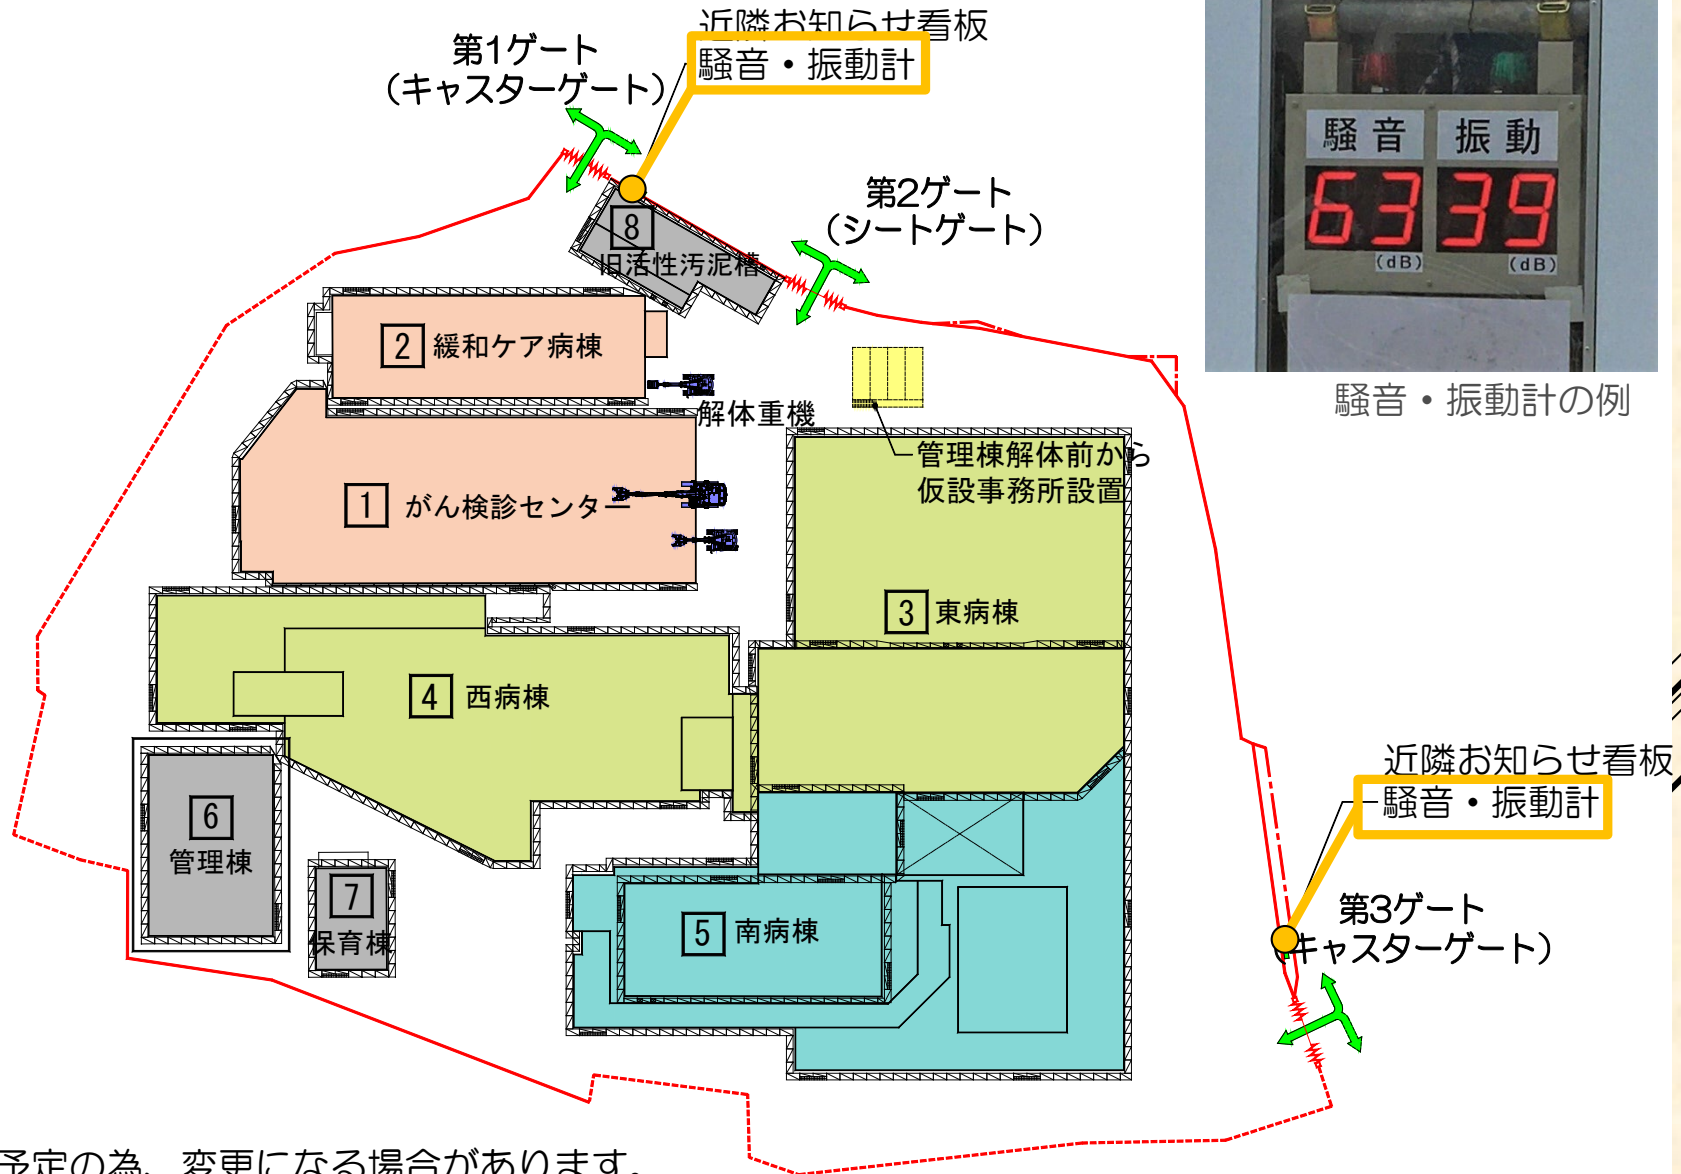 近隣お知らせ看板
騒音・振動計
第1ゲート
（キャスターゲート）
第2ゲート
（シートゲート）
騒音 振動
63 39
(dB) (dB)
騒音・振動計の例
8
旧活性汚泥槽
2 緩和ケア病棟
解体重機
管理棟解体前から
仮設事務所設置
1 がん検診センター
3 東病棟
4 西病棟
近隣お知らせ看板
騒音・振動計
6
管理棟
7
保育棟
5 南病棟
第3ゲート
（キャスターゲート）
予定の為、変更になる場合があります。